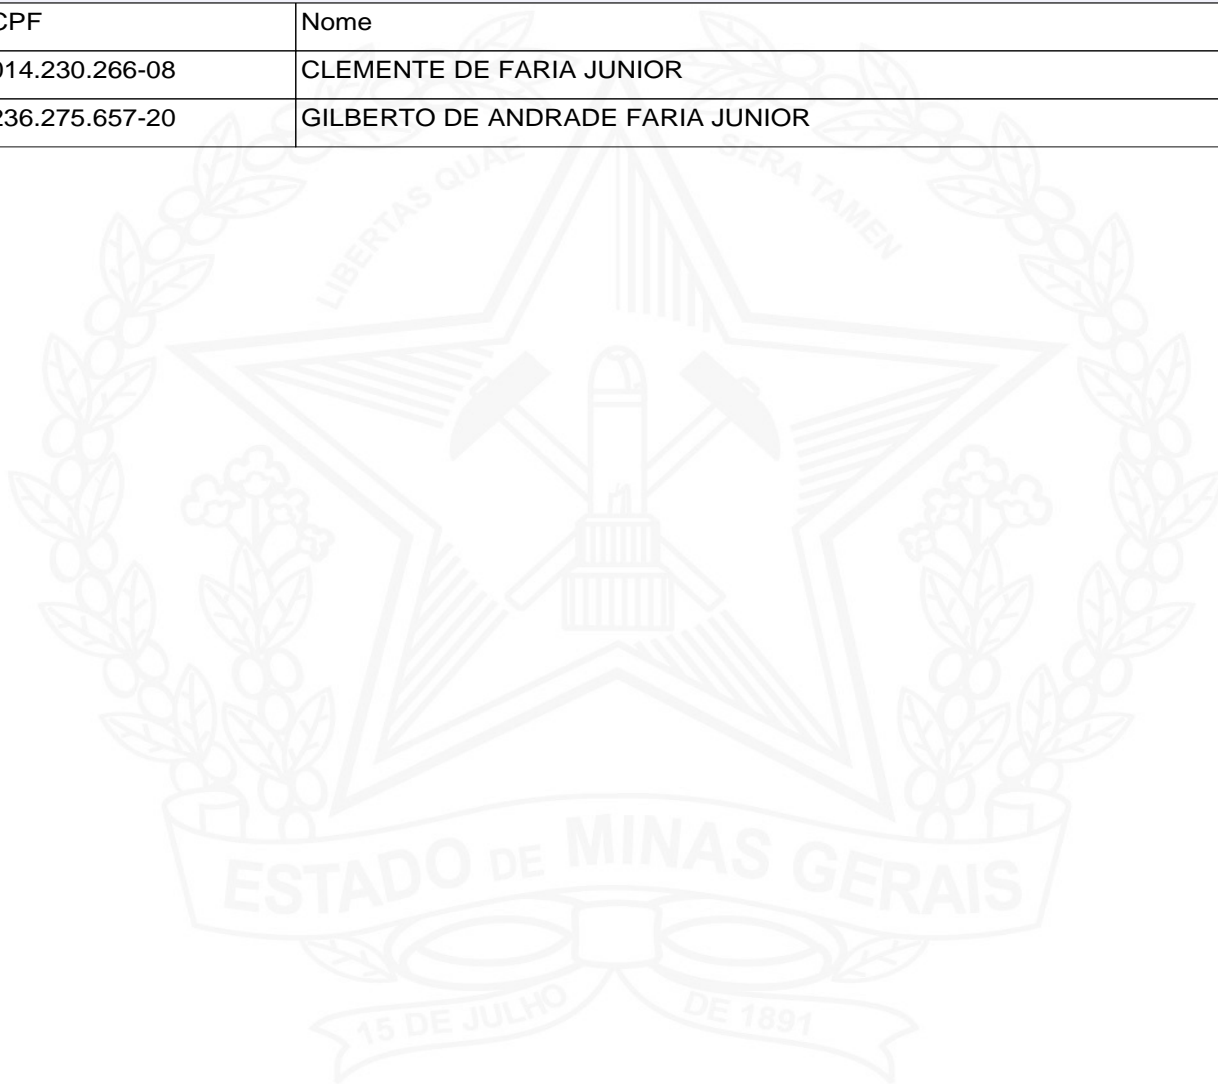 CPF Nome
014.230.266-08 CLEMENTE DE FARIA JUNIOR
236.275.657-20 GILBERTO DE ANDRADE FARIA JUNIOR
LIBERTAS QUAE SERA TAMEN
ESTADO DE MINAS GERAIS
15 DE JULHO DE 1891